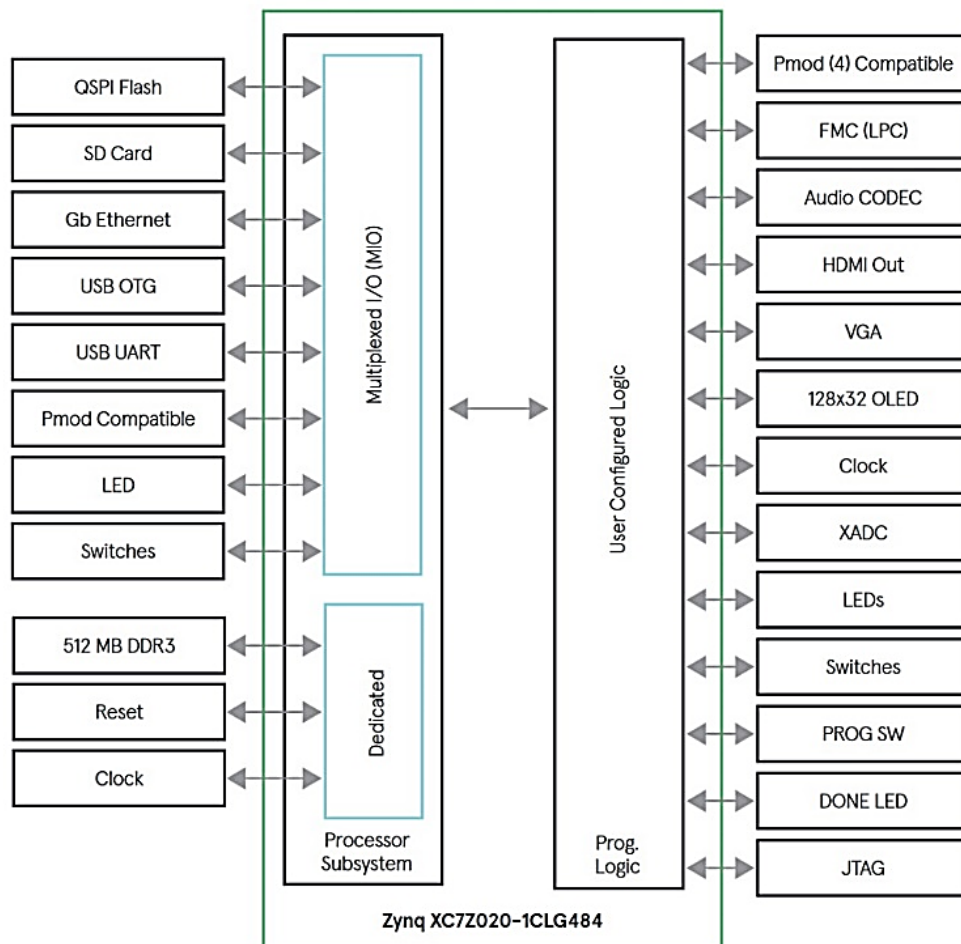 QSPI Flash
SD Card
Gb Ethernet
USB OTG
USB UART
Pmod Compatible
LED
Switches
512 MB DDR3
Reset
Clock
Multiplexed I/O (MIO)
Dedicated
Processor
Subsystem
User Configured Logic
Prog.
Logic
Pmod (4) Compatible
FMC (LPC)
Audio CODEC
HDMI Out
VGA
128x32 OLED
Clock
XADC
LEDs
Switches
PROG SW
DONE LED
JTAG
Zynq XC7Z020-1CLG484